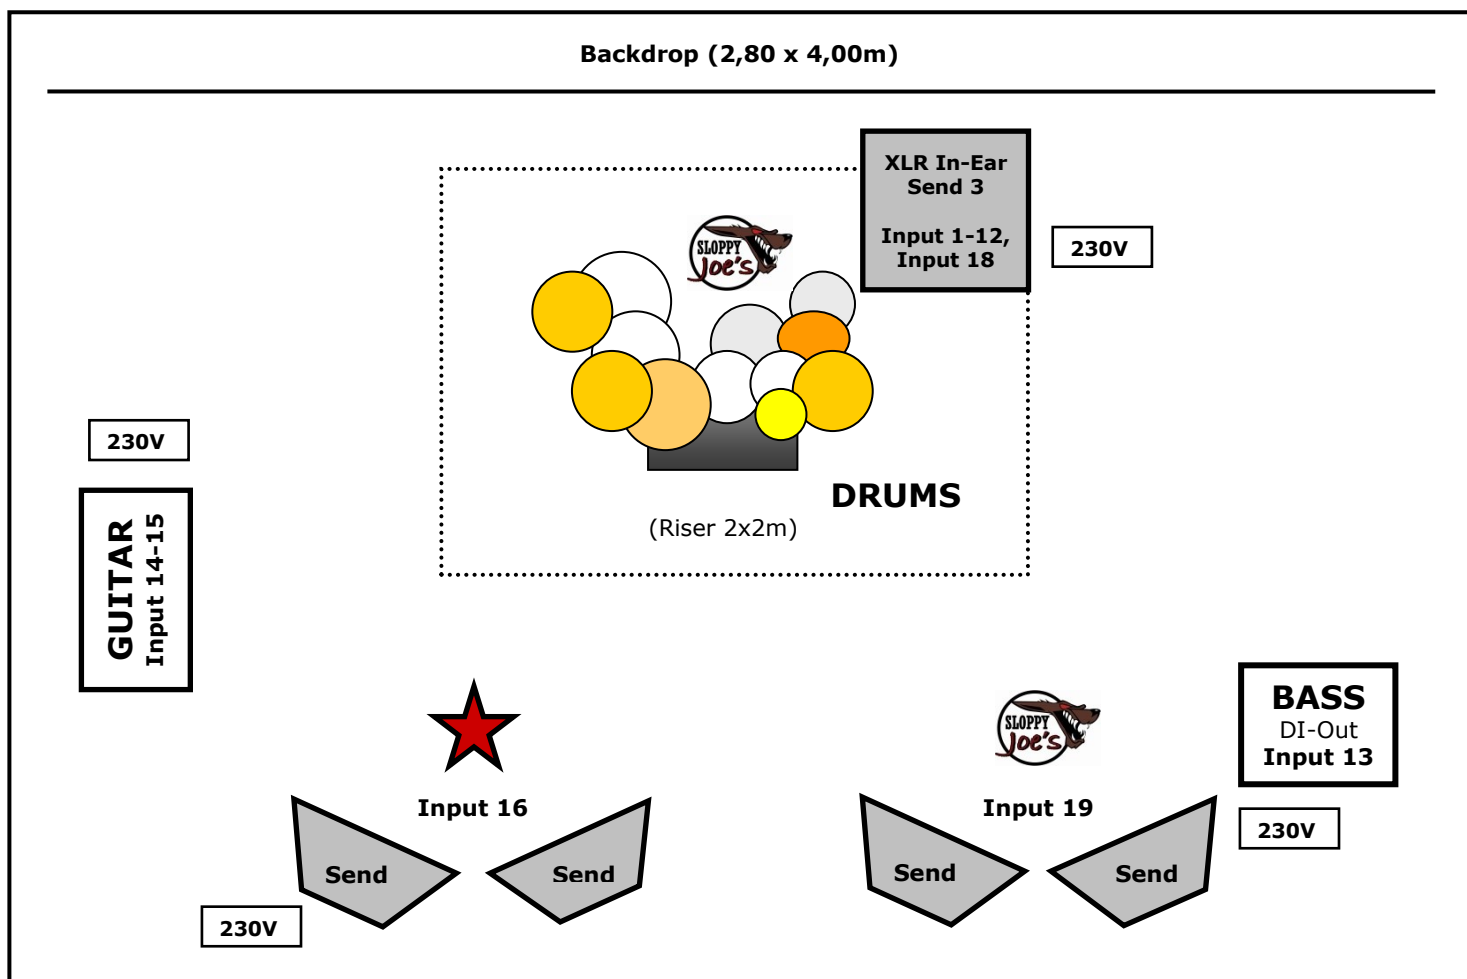 Backdrop (2,80 x 4,00m)
XLR In-Ear
Send 3
Input 1-12,
Input 18
230V
SLOPPY
Joe's
230V
DRUMS
(Riser 2x2m)
GUITAR
Input 14-15
SLOPPY
Joe's
BASS
DI-Out
Input 13
Input 16
Input 19
230V
Send
Send
Send
Send
230V